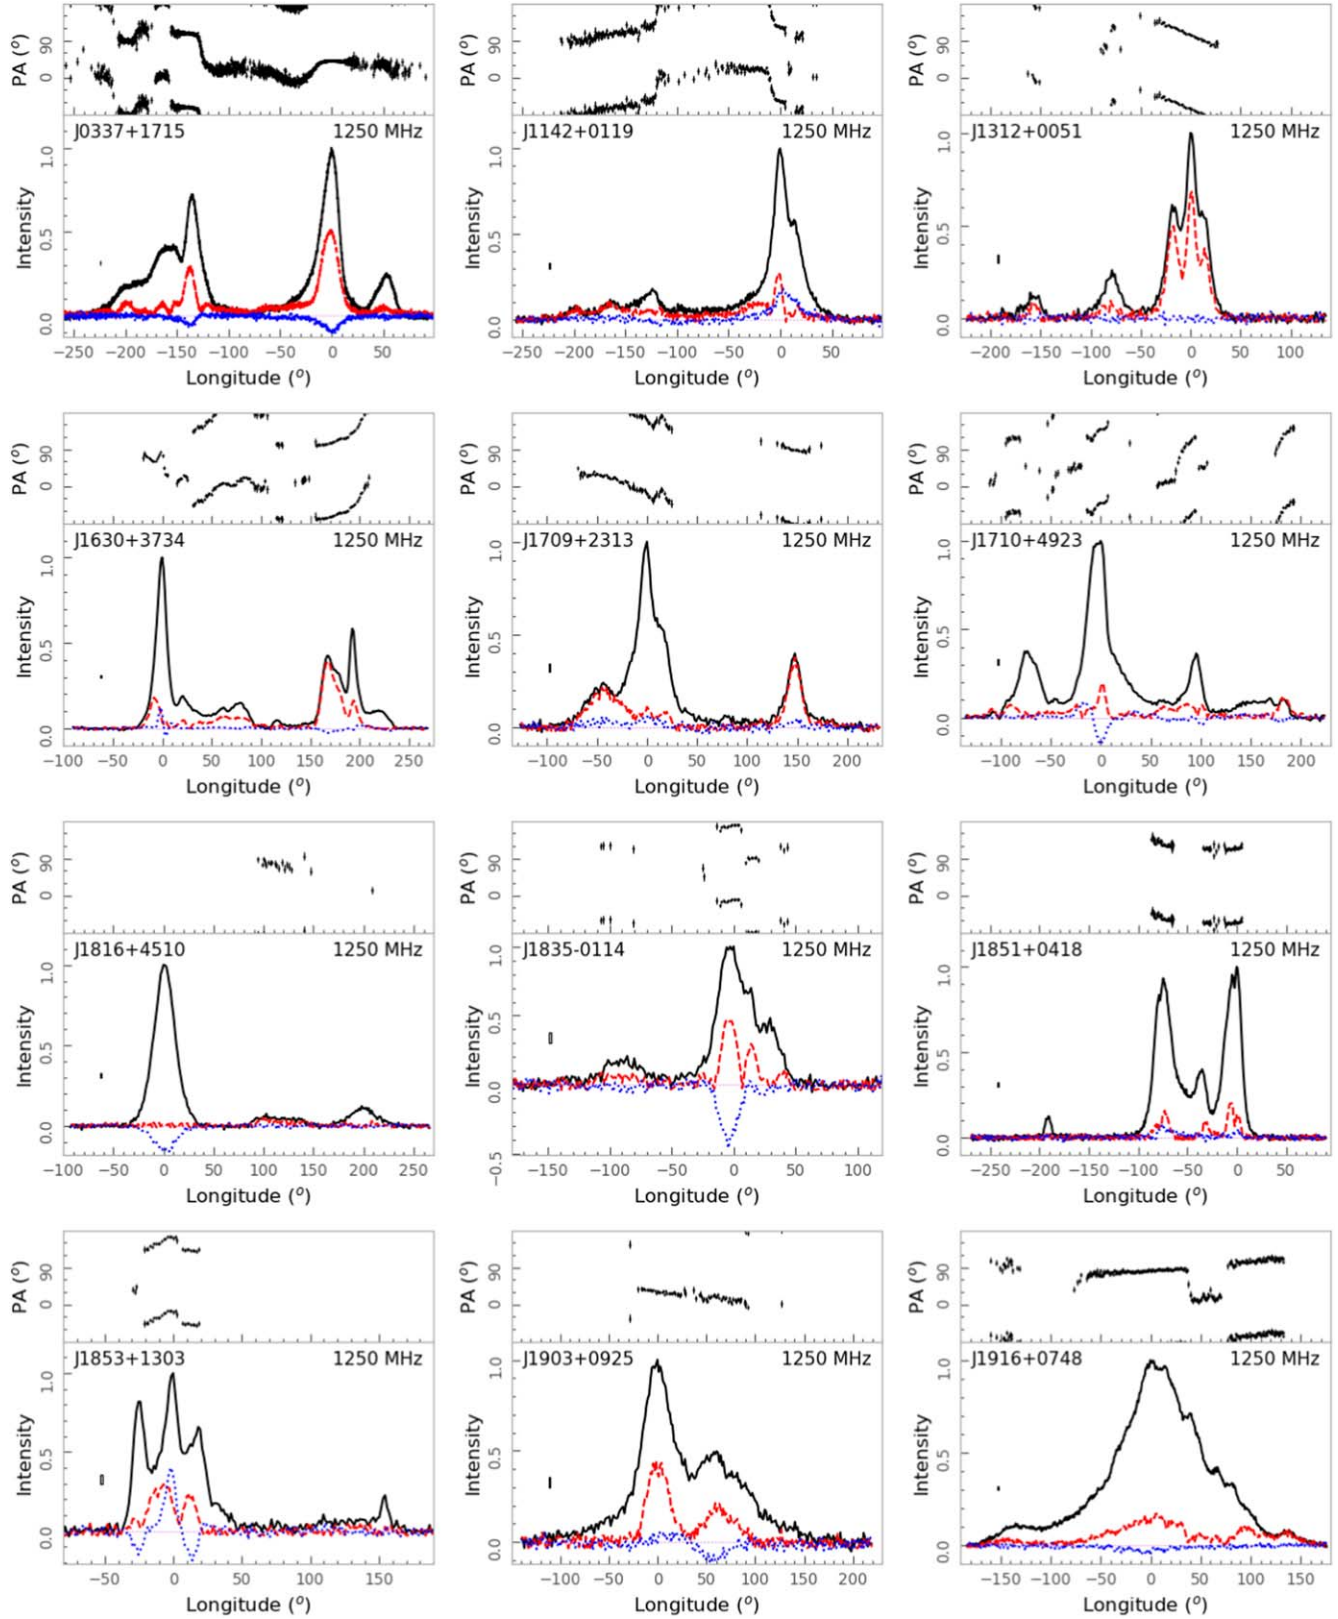 PA (o) 90 0
PA (o) 90 0
PA (o) 90 0
J0337+1715 1250 MHz
J1142+0119 1250 MHz
J1312+0051 1250 MHz
Intensity 1.0 0.5 0.0
Intensity 1.0 0.5 0.0
Intensity 1.0 0.5 0.0
−250 −200 −150 −100 −50 0 50
−250 −200 −150 −100 −50 0 50
−200 −150 −100 −50 0 50 100
Longitude (o)
Longitude (o)
Longitude (o)
PA (o) 90 0
PA (o) 90 0
PA (o) 90 0
J1630+3734 1250 MHz
J1709+2313 1250 MHz
J1710+4923 1250 MHz
Intensity 1.0 0.5 0.0
Intensity 1.0 0.5 0.0
Intensity 1.0 0.5 0.0
−100 −50 0 50 100 150 200 250
−100 −50 0 50 100 150 200
−100 −50 0 50 100 150 200
Longitude (o)
Longitude (o)
Longitude (o)
PA (o) 90 0
PA (o) 90 0
PA (o) 90 0
J1816+4510 1250 MHz
J1835-0114 1250 MHz
J1851+0418 1250 MHz
Intensity 1.0 0.5 0.0
Intensity 1.0 0.5 0.0 −0.5
Intensity 1.0 0.5 0.0
−100 −50 0 50 100 150 200 250
−150 −100 −50 0 50 100
−250 −200 −150 −100 −50 0 50
Longitude (o)
Longitude (o)
Longitude (o)
PA (o) 90 0
PA (o) 90 0
PA (o) 90 0
J1853+1303 1250 MHz
J1903+0925 1250 MHz
J1916+0748 1250 MHz
Intensity 1.0 0.5 0.0
Intensity 1.0 0.5 0.0
Intensity 1.0 0.5 0.0
−50 0 50 100 150
−100 −50 0 50 100 150 200
−150 −100 −50 0 50 100 150
Longitude (o)
Longitude (o)
Longitude (o)